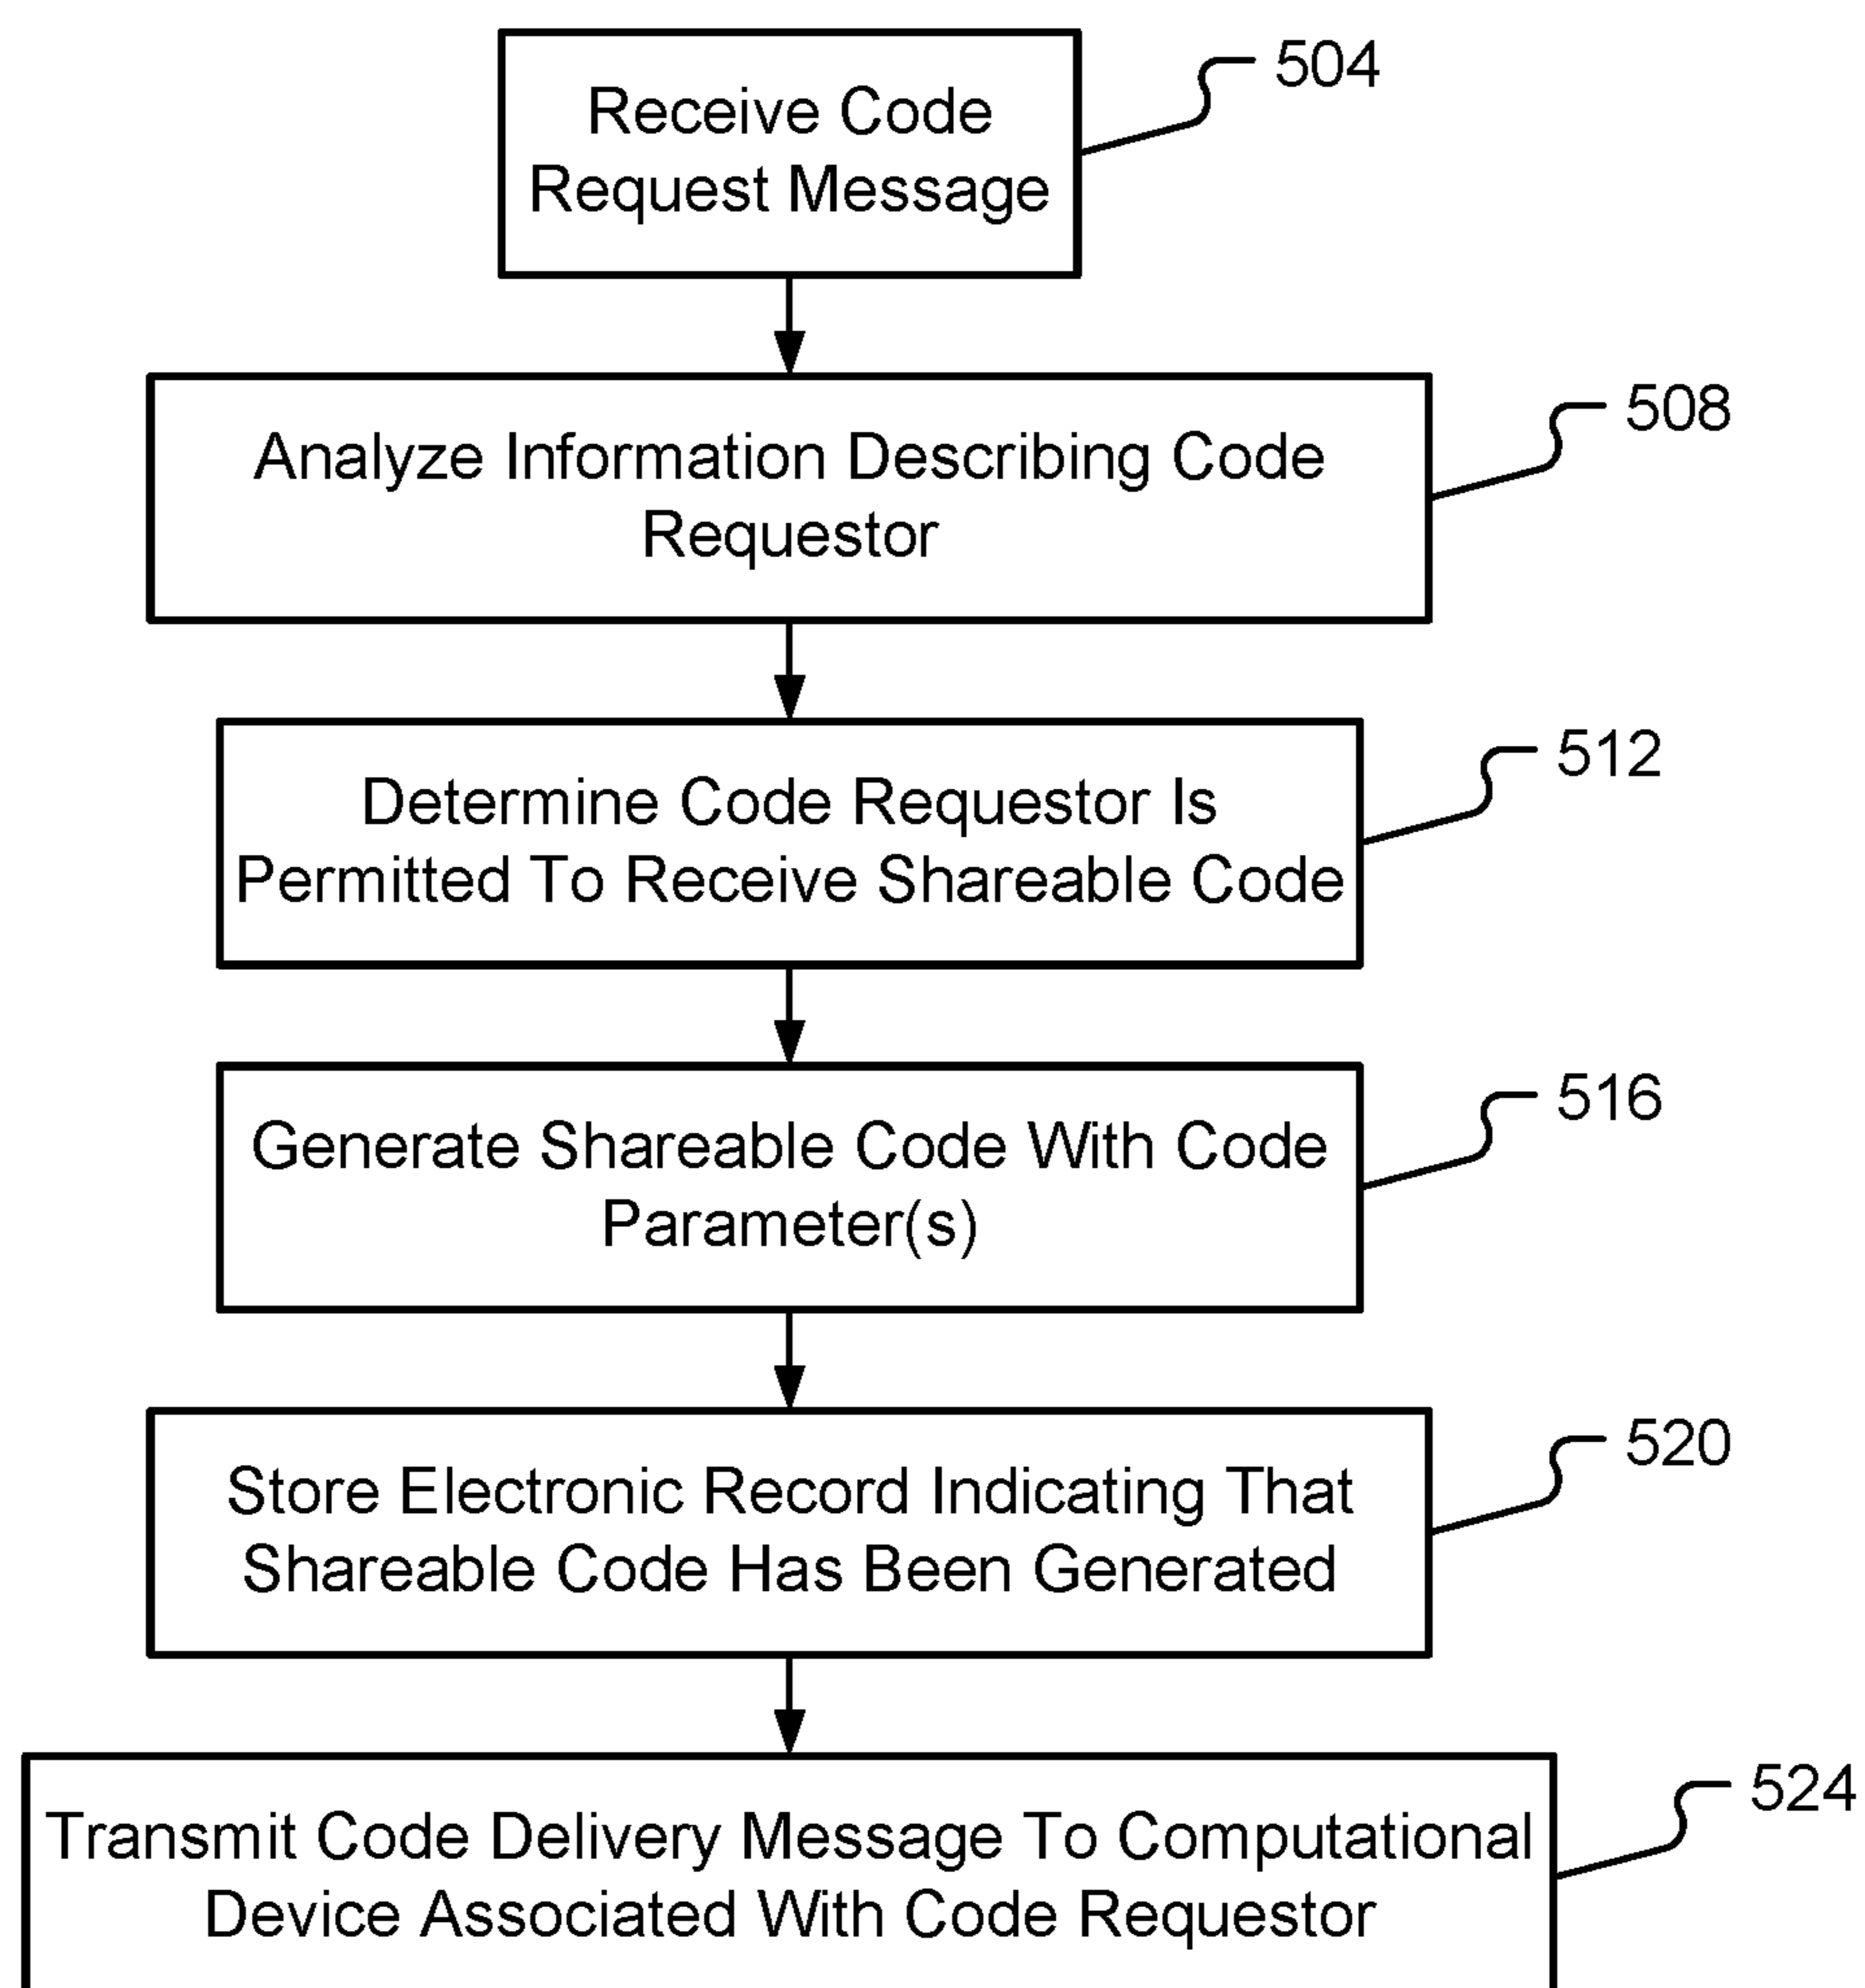 Receive Code
Request Message
504
Analyze Information Describing Code
Requestor
508
Determine Code Requestor Is
Permitted To Receive Shareable Code
512
Generate Shareable Code With Code
Parameter(s)
516
Store Electronic Record Indicating That
Shareable Code Has Been Generated
520
Transmit Code Delivery Message To Computational
Device Associated With Code Requestor
524